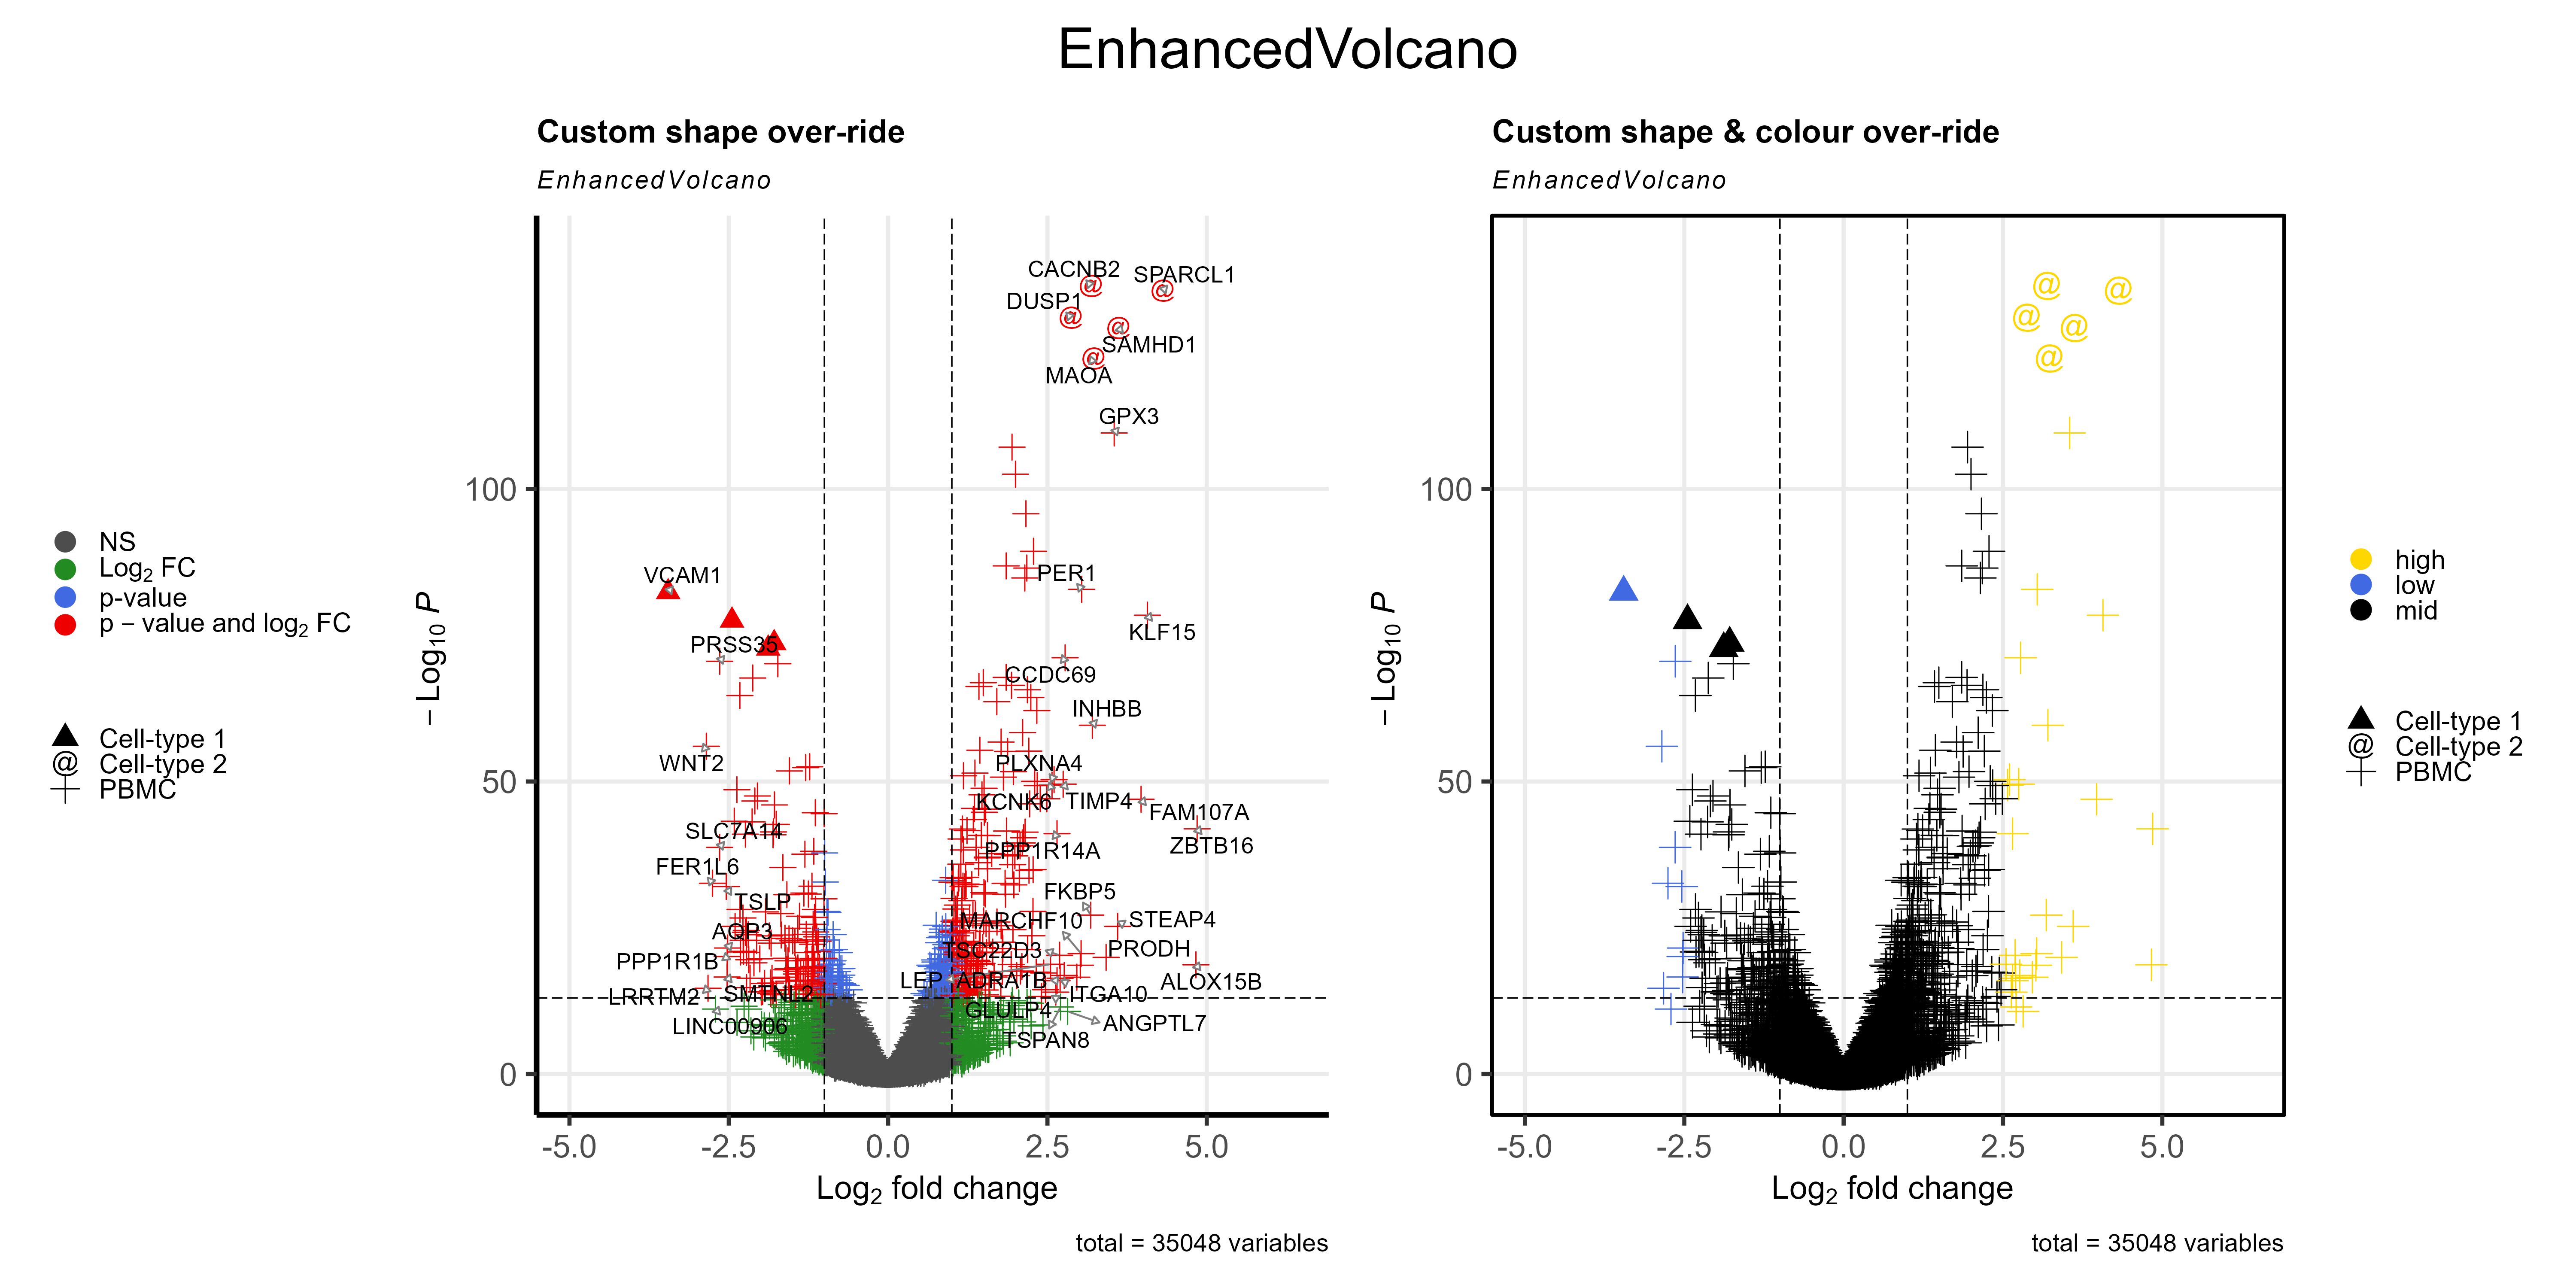 EnhancedVolcano
Custom shape over-ride
EnhancedVolcano
NS
Log2 FC
p-value
p − value and log2 FC
Cell-type 1
@ Cell-type 2
PBMC
− Log10 P
100
50
0
CACNB2
SPARCL1
DUSP1
SAMHD1
MAOA
GPX3
VCAM1
PER1
KLF15
PRSS35
CCDC69
INHBB
WNT2
PLXNA4
KCNK6
TIMP4
FAM107A
SLC7A14
ZBTB16
PPP1R14A
FER1L6
FKBP5
TSLP
MARCHF10
STEAP4
AQP3
TSC22D3
PRODH
PPP1R1B
LEP
ADRA1B
ALOX15B
LRRTM2
SMTNL2
ITGA10
GLULP4
LINC00906
ANGPTL7
TSPAN8
-5.0 -2.5 0.0 2.5 5.0
Log2 fold change
total = 35048 variables
Custom shape & colour over-ride
EnhancedVolcano
− Log10 P
100
50
0
-5.0 -2.5 0.0 2.5 5.0
Log2 fold change
total = 35048 variables
high
low
mid
Cell-type 1
@ Cell-type 2
PBMC